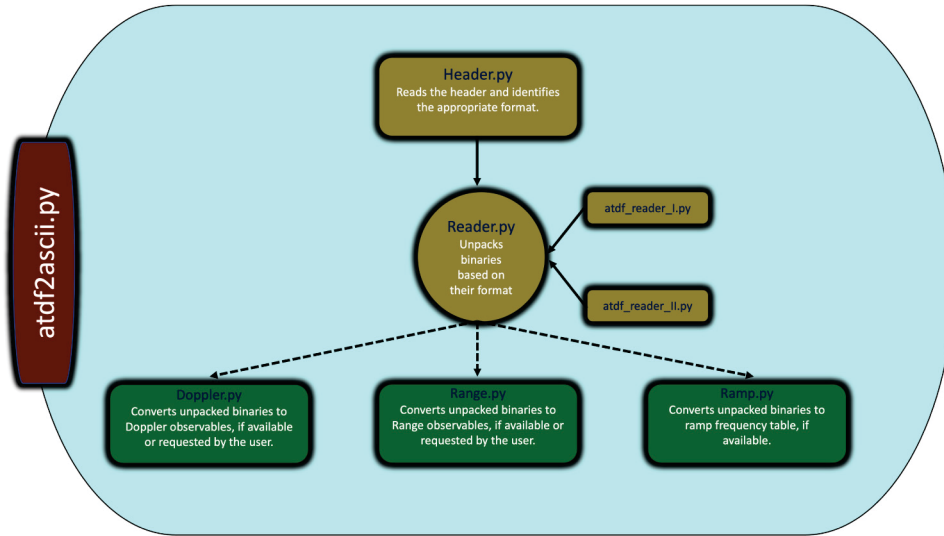 atdf2ascii.py
Header.py
Reads the header and identifies
the appropriate format.
Reader.py
Unpacks
binaries
based on
their format
atdf_reader_I.py
atdf_reader_II.py
Doppler.py
Converts unpacked binaries to
Doppler observables, if available
or requested by the user.
Range.py
Converts unpacked binaries to
Range observables, if available or
requested by the user.
Ramp.py
Converts unpacked binaries to
ramp frequency table, if
available.